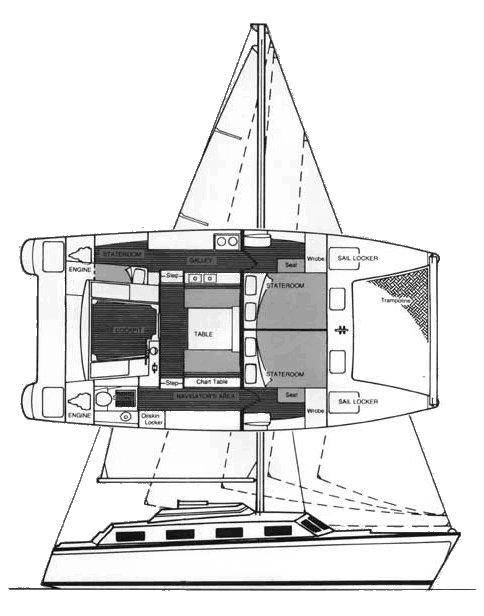 STATEROOM
GALLEY
Seat
Wrobe
SAIL LOCKER
ENGINE
Step
STATEROOM
Trampoline
COCKPIT
TABLE
STATEROOM
Step
Chart Table
NAVIGATOR'S AREA
Seat
Wrobe
SAIL LOCKER
ENGINE
Oilskin
Locker